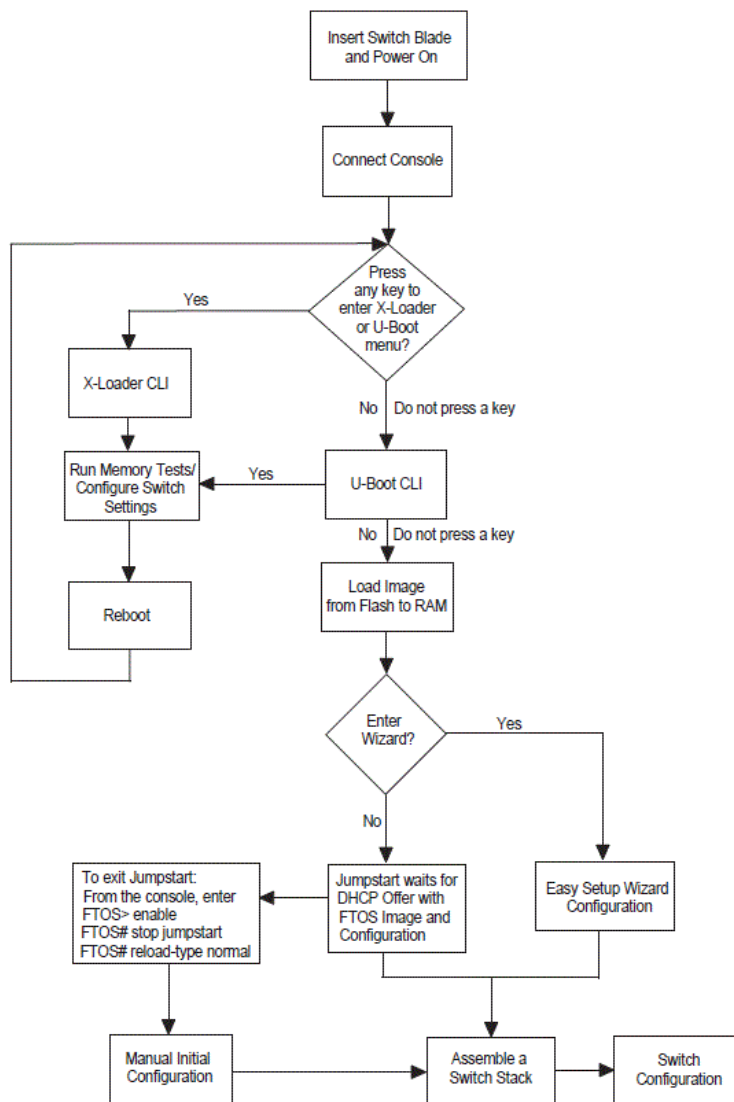 Insert Switch Blade
and Power On
Connect Console
Press
any key to
enter X-Loader
or U-Boot
menu?
Yes
X-Loader CLI
No Do not press a key
Run Memory Tests/
Configure Switch
Settings
Yes
U-Boot CLI
No Do not press a key
Reboot
Load Image
from Flash to RAM
Enter
Wizard?
Yes
No
To exit Jumpstart:
From the console, enter
FTOS> enable
FTOS# stop jumpstart
FTOS# reload-type normal
Jumpstart waits for
DHCP Offer with
FTOS Image and
Configuration
Easy Setup Wizard
Configuration
Manual Initial
Configuration
Assemble a
Switch Stack
Switch
Configuration